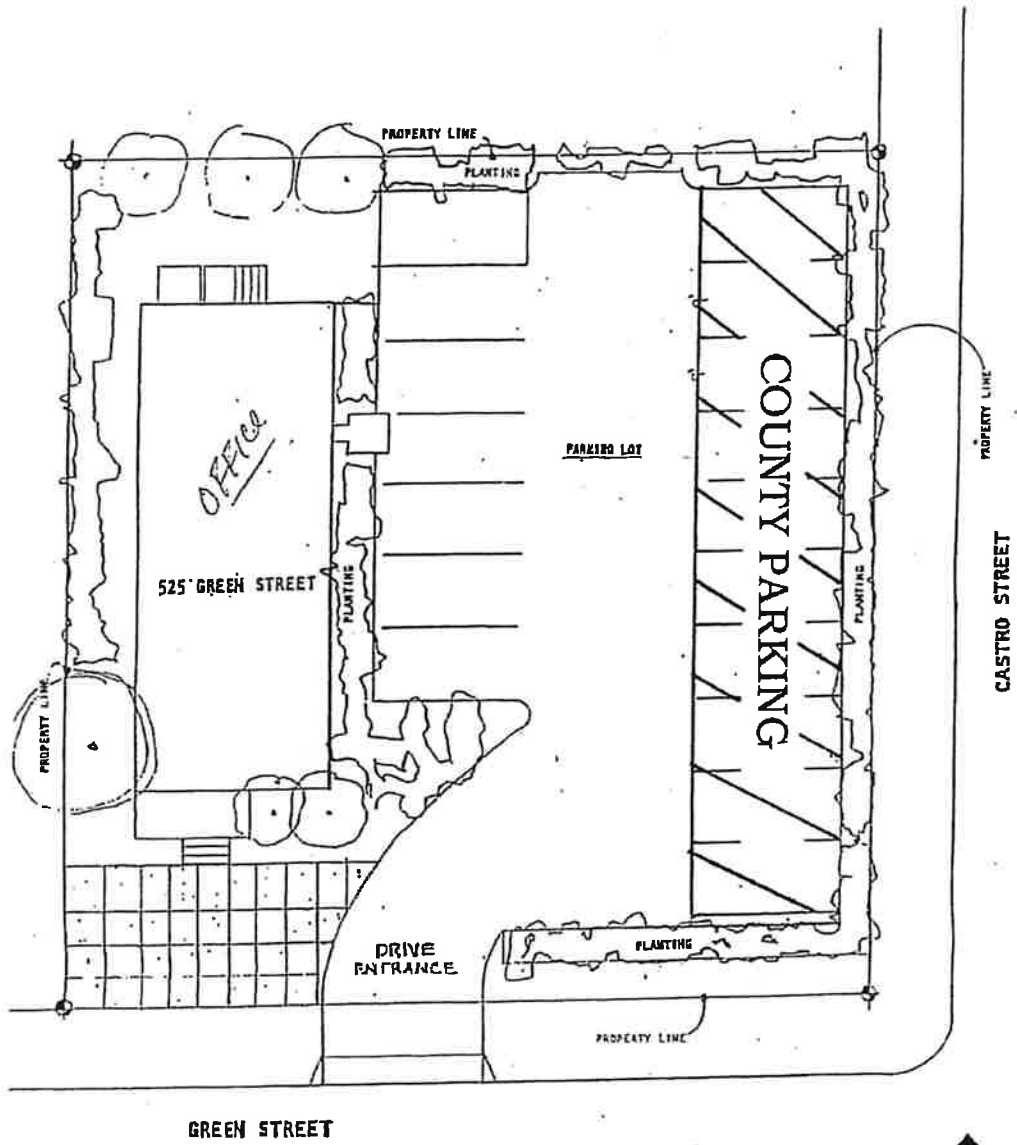 PROPERTY LINE
PLANTING
PARKING LOT
COUNTY PARKING
PROPERTY LINE
CASTRO STREET
OFFICE
525 GREEN STREET
PLANTING
PLANTING
PROPERTY LINE
DRIVE
ENTRANCE
PLANTING
PROPERTY LINE
GREEN STREET